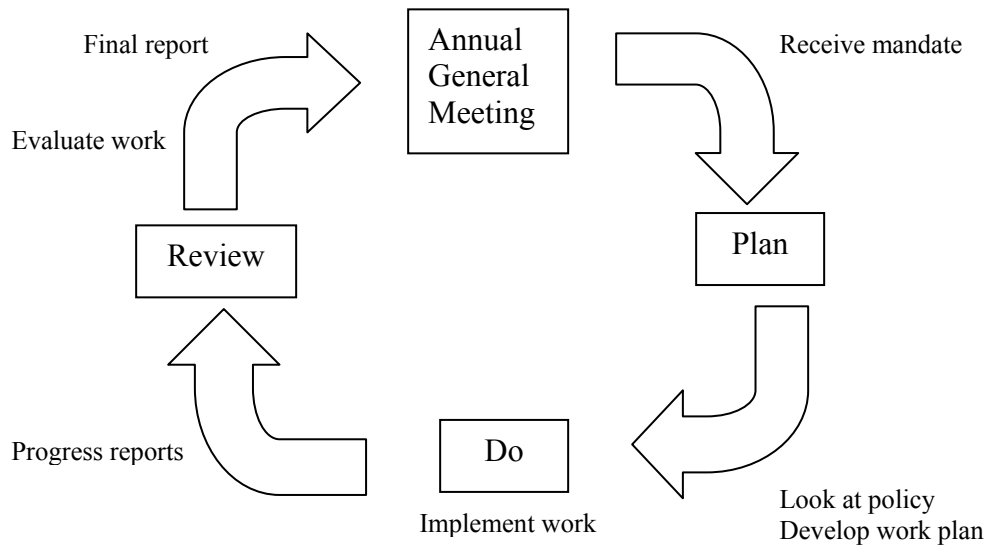 Final report
Annual
General
Meeting
Receive mandate
Evaluate work
Review
Plan
Progress reports
Do
Implement work
Look at policy
Develop work plan